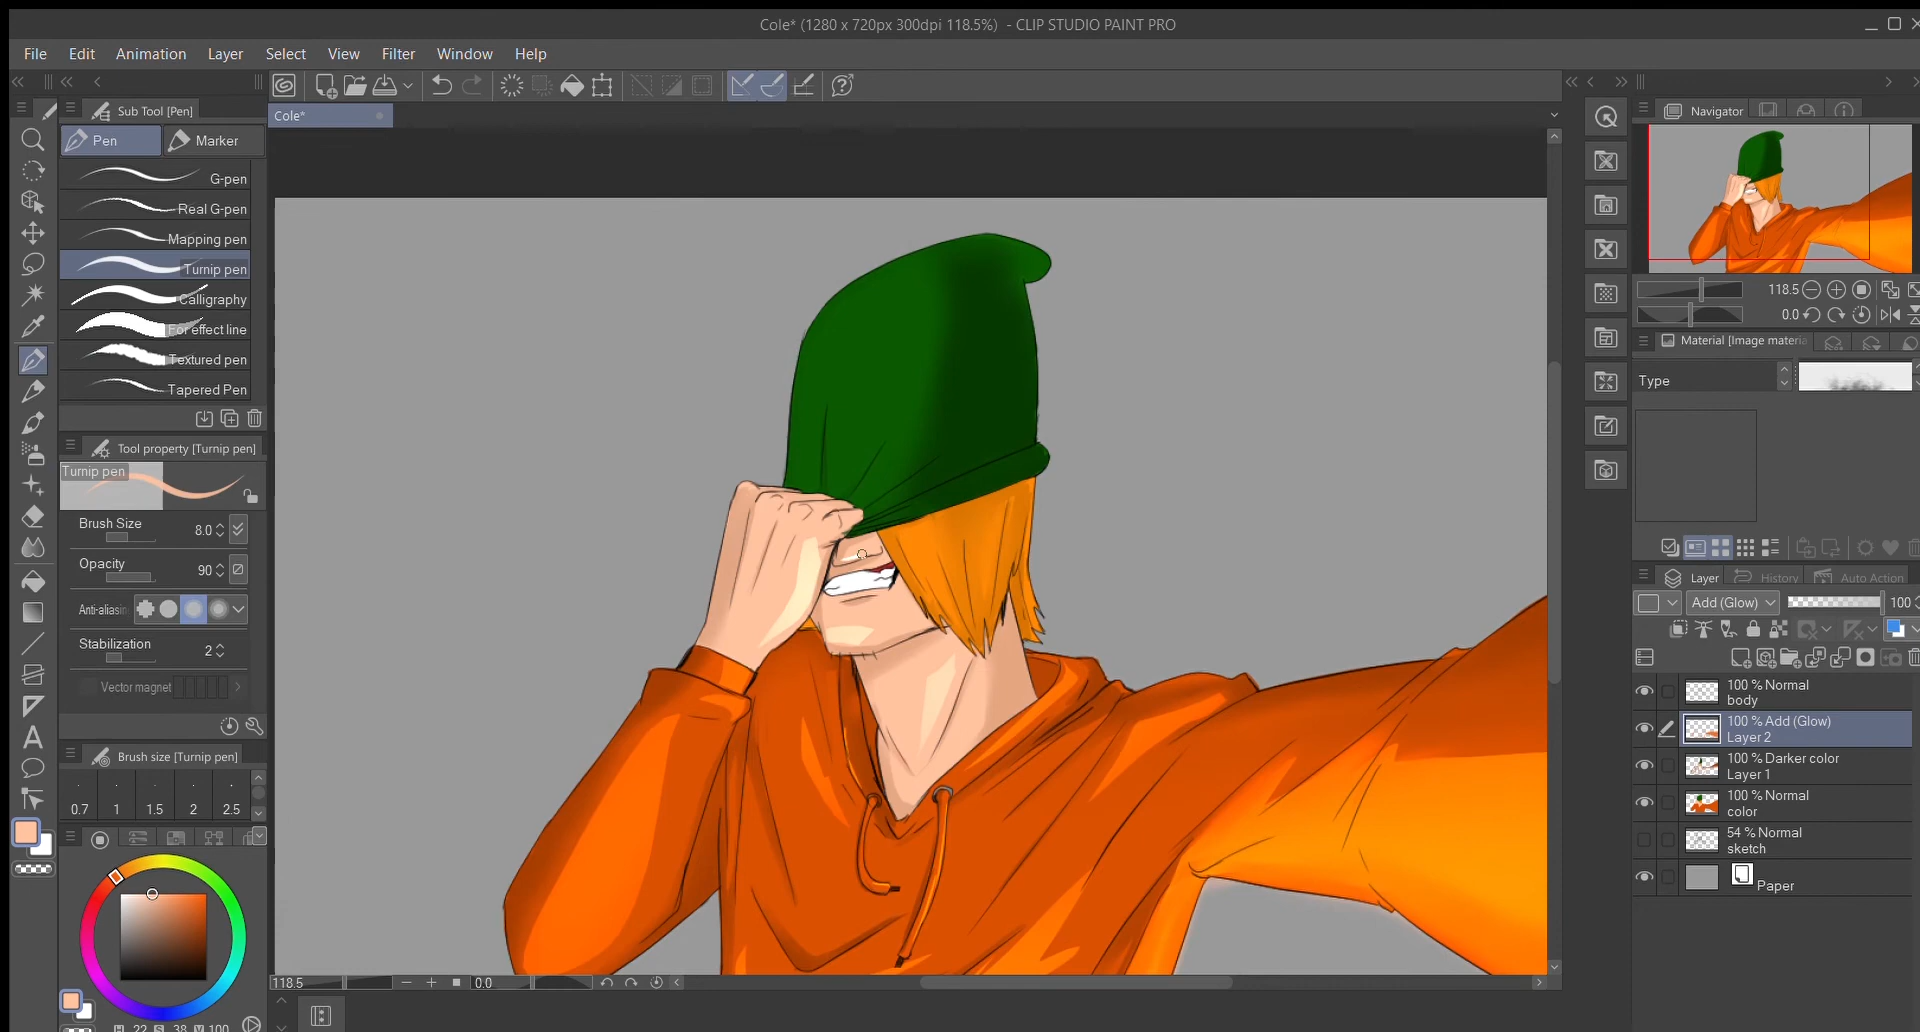 Cole* (1280 x 720px 300dpi 118.5%) - CLIP STUDIO PAINT PRO
File Edit Animation Layer Select View Filter Window Help
Sub Tool [Pen]
Pen Marker
G-pen
Real G-pen
Mapping pen
Turnip pen
Calligraphy
For effect line
Textured pen
Tapered Pen
Tool property [Turnip pen]
Turnip pen
Brush Size 8.0
Opacity 90
Anti-aliasin
Stabilization 2
Vector magnet
Brush size [Turnip pen]
0.7 1 1.5 2 2.5
H 22 S 38 V 100
Cole*
118.5 0.0
Navigator
118.5
0.0
Material [Image materia
Type
Layer History Auto Action
Add (Glow) 100
100 % Normal
body
100 % Add (Glow)
Layer 2
100 % Darker color
Layer 1
100 % Normal
color
54 % Normal
sketch
Paper